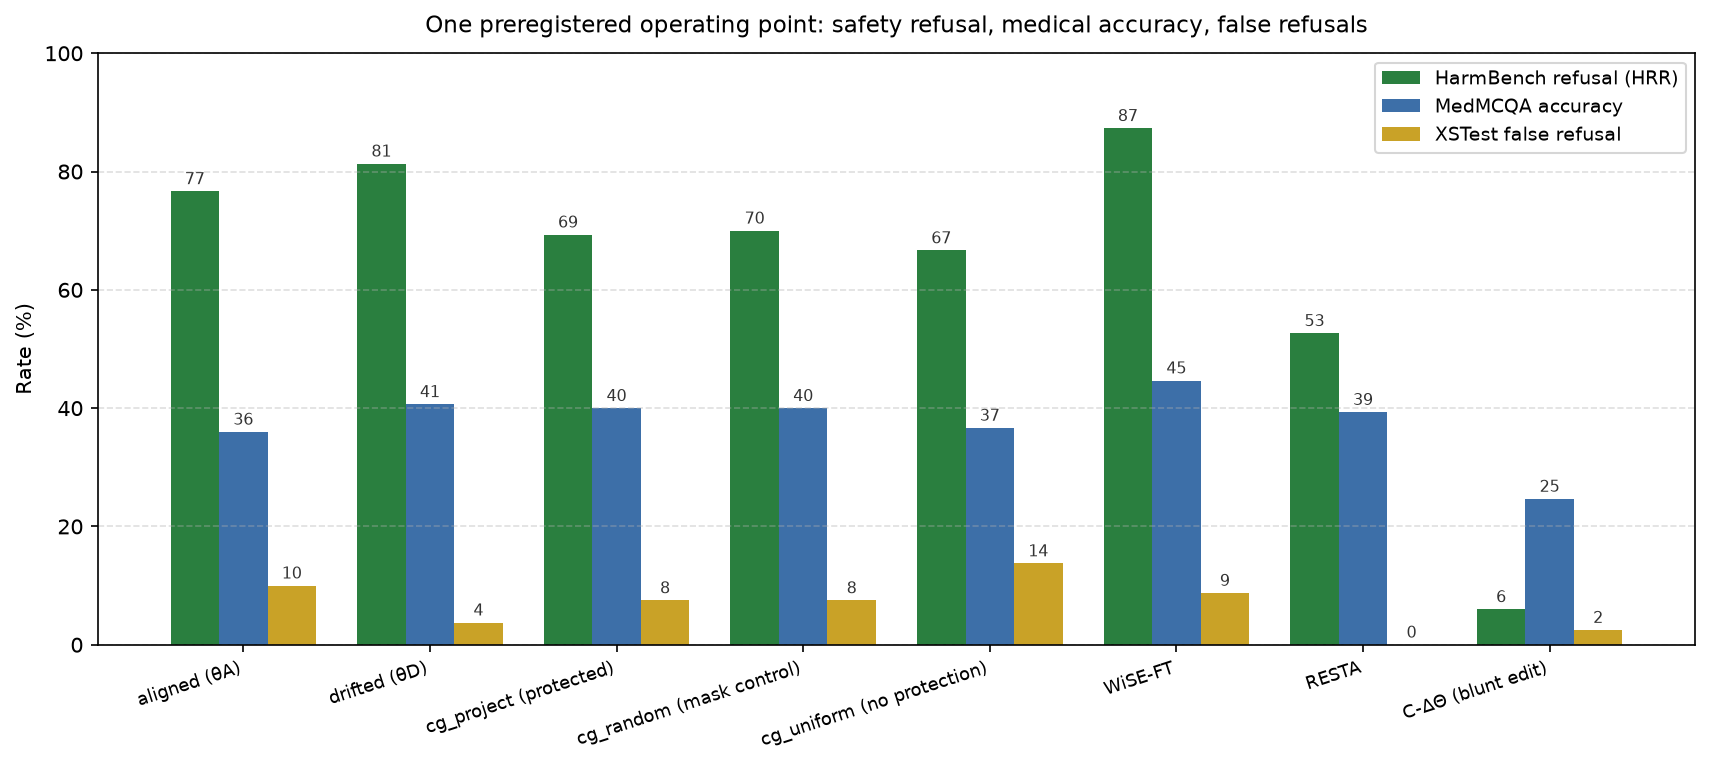 One preregistered operating point: safety refusal, medical accuracy, false refusals
HarmBench refusal (HRR)
MedMCQA accuracy
XSTest false refusal
Rate (%)
100
80
60
40
20
0
77
36
10
81
41
4
69
40
8
70
40
8
67
37
14
87
45
9
53
39
0
6
25
2
aligned (θA)
drifted (θD)
cg_project (protected)
cg_random (mask control)
cg_uniform (no protection)
WiSE-FT
RESTA
C-ΔΘ (blunt edit)